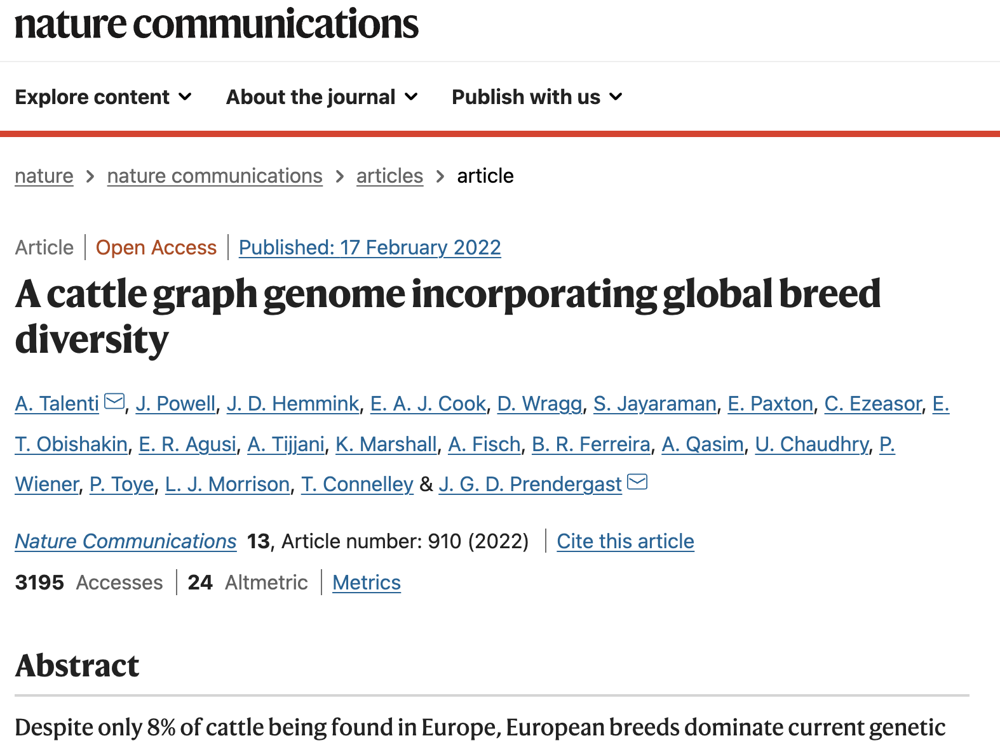 nature communications
Explore content About the journal Publish with us
nature > nature communications > articles > article
Article | Open Access | Published: 17 February 2022
A cattle graph genome incorporating global breed
diversity
A. Talenti, J. Powell, J. D. Hemmink, E. A. J. Cook, D. Wragg, S. Jayaraman, E. Paxton, C. Ezeasor, E.
T. Obishakin, E. R. Agusi, A. Tijjani, K. Marshall, A. Fisch, B. R. Ferreira, A. Qasim, U. Chaudhry, P.
Wiener, P. Toye, L. J. Morrison, T. Connelley & J. G. D. Prendergast
Nature Communications 13, Article number: 910 (2022) | Cite this article
3195 Accesses | 24 Altmetric | Metrics
Abstract
Despite only 8% of cattle being found in Europe, European breeds dominate current genetic